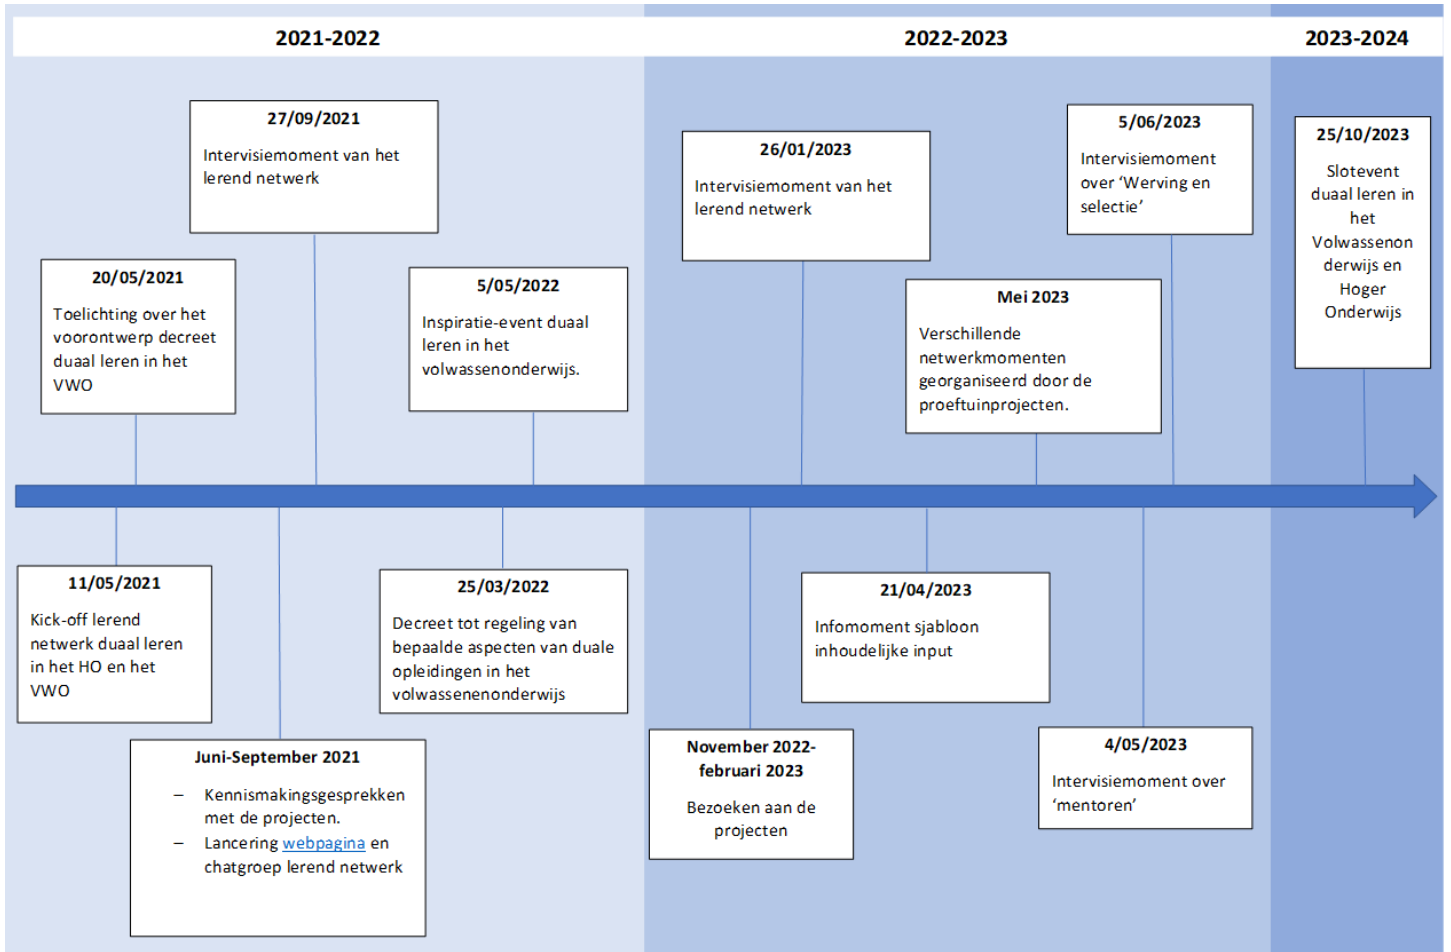 2021-2022
2022-2023
2023-2024
27/09/2021
Intervisiemoment van het
lerend netwerk
20/05/2021
Toelichting over het
voorontwerp decreet
duaal leren in het
VWO
5/05/2022
Inspiratie-event duaal
leren in het
volwassenonderwijs.
26/01/2023
Intervisiemoment van het
lerend netwerk
Mei 2023
Verschillende
netwerkmomenten
georganiseerd door de
proeftuinprojecten.
5/06/2023
Intervisiemoment
over ‘Werving en
selectie’
25/10/2023
Slotevent
duaal leren in
het
Volwassenon
derwijs en
Hoger
Onderwijs
11/05/2021
Kick-off lerend
netwerk duaal leren
in het HO en het
VWO
Juni-September 2021
– Kennismakingsgesprekken
met de projecten.
– Lancering webpagina en
chatgroep lerend netwerk
25/03/2022
Decreet tot regeling van
bepaalde aspecten van duale
opleidingen in het
volwassenenonderwijs
November 2022-
februari 2023
Bezoeken aan de
projecten
21/04/2023
Infomoment sjabloon
inhoudelijke input
4/05/2023
Intervisiemoment over
‘mentoren’